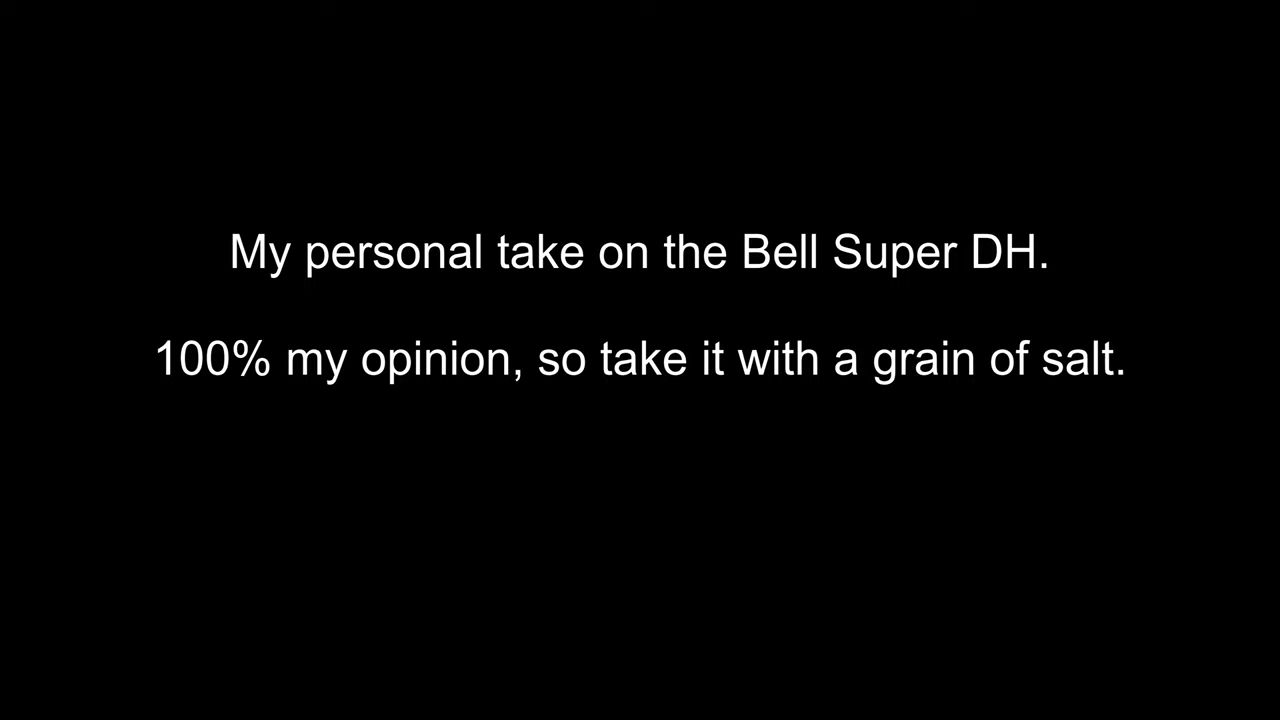 My personal take on the Bell Super DH.
100% my opinion, so take it with a grain of salt.